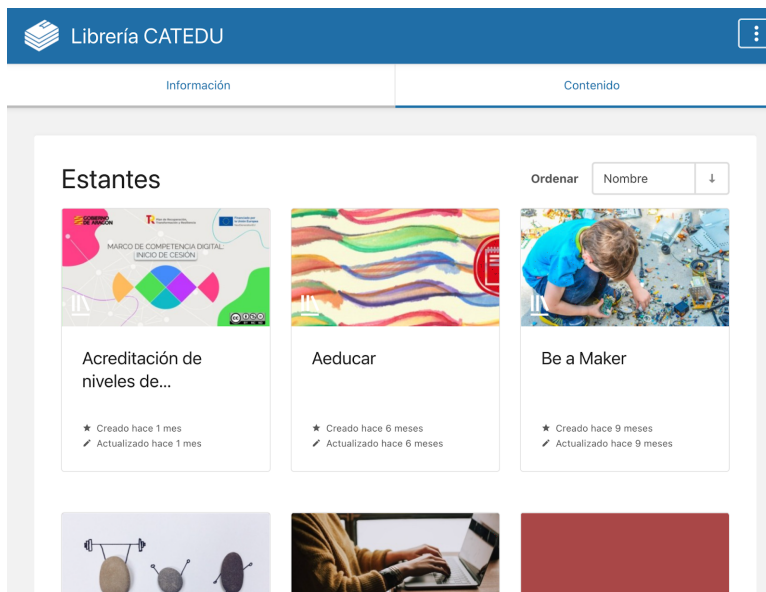 Librería CATEDU
Información
Contenido
Estantes
Ordenar
Nombre
GOBIERNO
DE ARAGON
MARCO DE COMPETENCIA DIGITAL:
INICIO DE CESIÓN
Acreditación de
niveles de...
Creado hace 1 mes
Actualizado hace 1 mes
Aeducar
Creado hace 6 meses
Actualizado hace 6 meses
Be a Maker
Creado hace 9 meses
Actualizado hace 9 meses